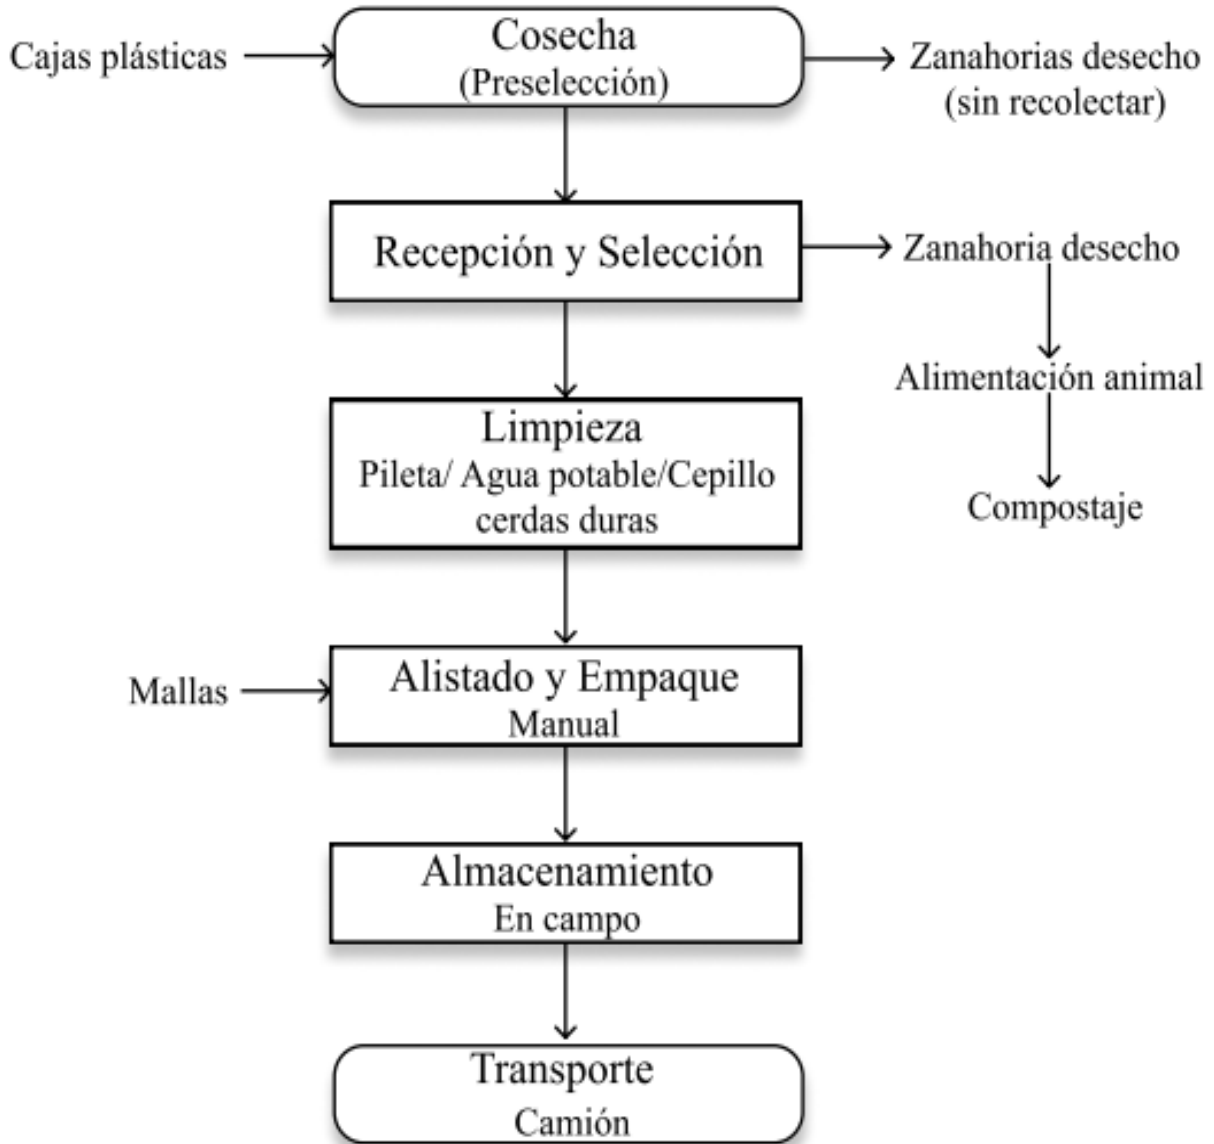 Cosecha
(Preselección)
Cajas plásticas
Zanahorias desecho
(sin recolectar)
Recepción y Selección
Zanahoria desecho
Alimentación animal
Compostaje
Limpieza
Pileta/ Agua potable/Cepillo
cerdas duras
Mallas
Alistado y Empaque
Manual
Almacenamiento
En campo
Transporte
Camión